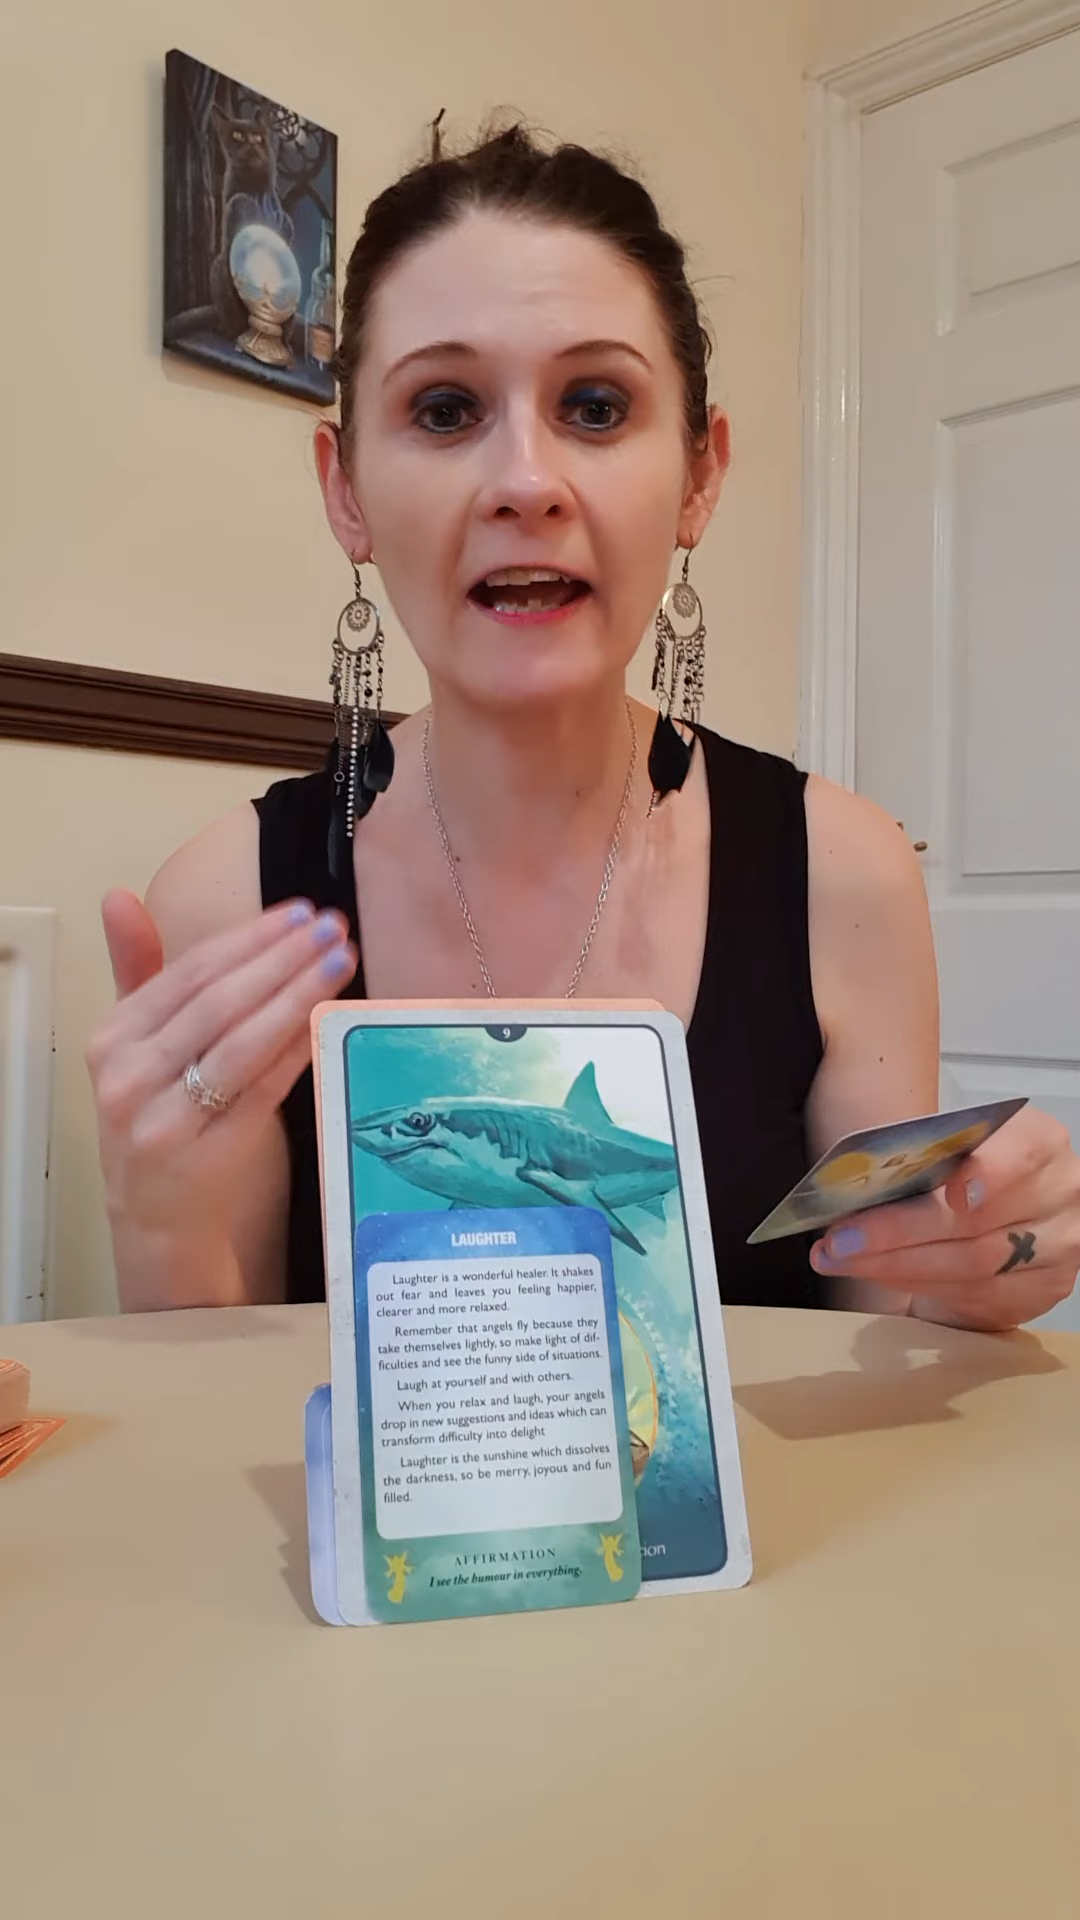 9
LAUGHTER
Laughter is a wonderful healer. It shakes
out fear and leaves you feeling happier,
clearer and more relaxed.
Remember that angels fly because they
take themselves lightly, so make light of dif-
ficulties and see the funny side of situations.
Laugh at yourself and with others.
When you relax and laugh, your angels
drop in new suggestions and ideas which can
transform difficulty into delight
Laughter is the sunshine which dissolves
the darkness, so be merry, joyous and fun
filled.
AFFIRMATION
I see the humour in everything.